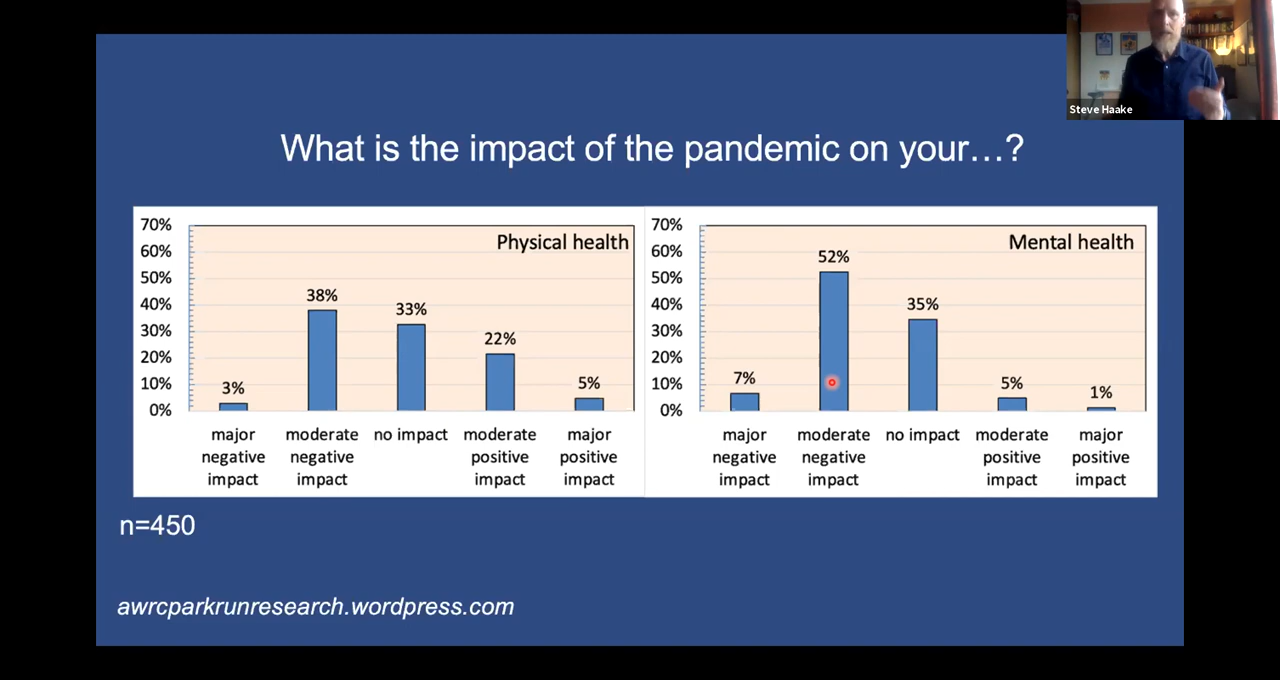 Steve Haake
What is the impact of the pandemic on your…?
70%
60%
50%
40%
30%
20%
10%
0%
Physical health
3%
38%
33%
22%
5%
major
negative
impact
moderate
negative
impact
no impact
moderate
positive
impact
major
positive
impact
70%
60%
50%
40%
30%
20%
10%
0%
Mental health
7%
52%
35%
5%
1%
major
negative
impact
moderate
negative
impact
no impact
moderate
positive
impact
major
positive
impact
n=450
awrcparkrunresearch.wordpress.com